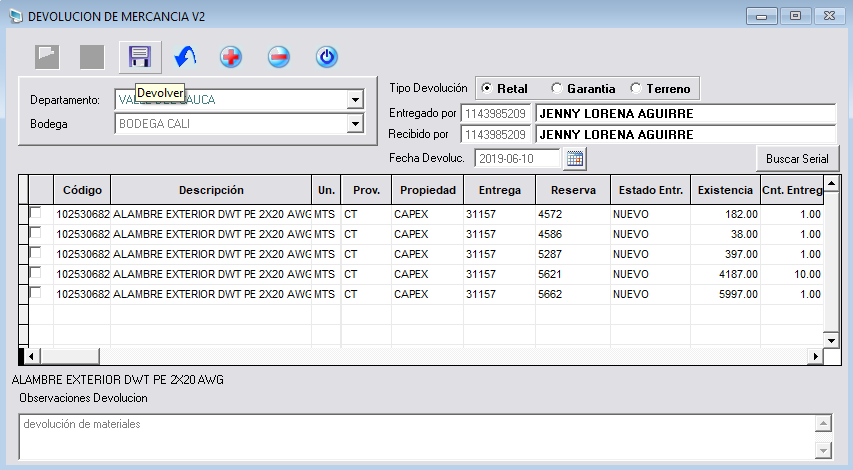 DEVOLUCION DE MERCANCIA V2
Devolver
Departamento:
Bodega
BODEGA CALI
Tipo Devolución Retal Garantia Terreno
Entregado por 1143985209 JENNY LORENA AGUIRRE
Recibido por 1143985209 JENNY LORENA AGUIRRE
Fecha Devoluc. 2019-06-10 Buscar Serial
Código Descripción Un. Prov. Propiedad Entrega Reserva Estado Entr. Existencia Cnt. Entreg
102530682 ALAMBRE EXTERIOR DWT PE 2X20 AWG MTS CT CAPEX 31157 4572 NUEVO 182.00 1.00
102530682 ALAMBRE EXTERIOR DWT PE 2X20 AWG MTS CT CAPEX 31157 4586 NUEVO 38.00 1.00
102530682 ALAMBRE EXTERIOR DWT PE 2X20 AWG MTS CT CAPEX 31157 5287 NUEVO 397.00 1.00
102530682 ALAMBRE EXTERIOR DWT PE 2X20 AWG MTS CT CAPEX 31157 5621 NUEVO 4187.00 10.00
102530682 ALAMBRE EXTERIOR DWT PE 2X20 AWG MTS CT CAPEX 31157 5662 NUEVO 5997.00 1.00
ALAMBRE EXTERIOR DWT PE 2X20 AWG
Observaciones Devolucion
devolución de materiales